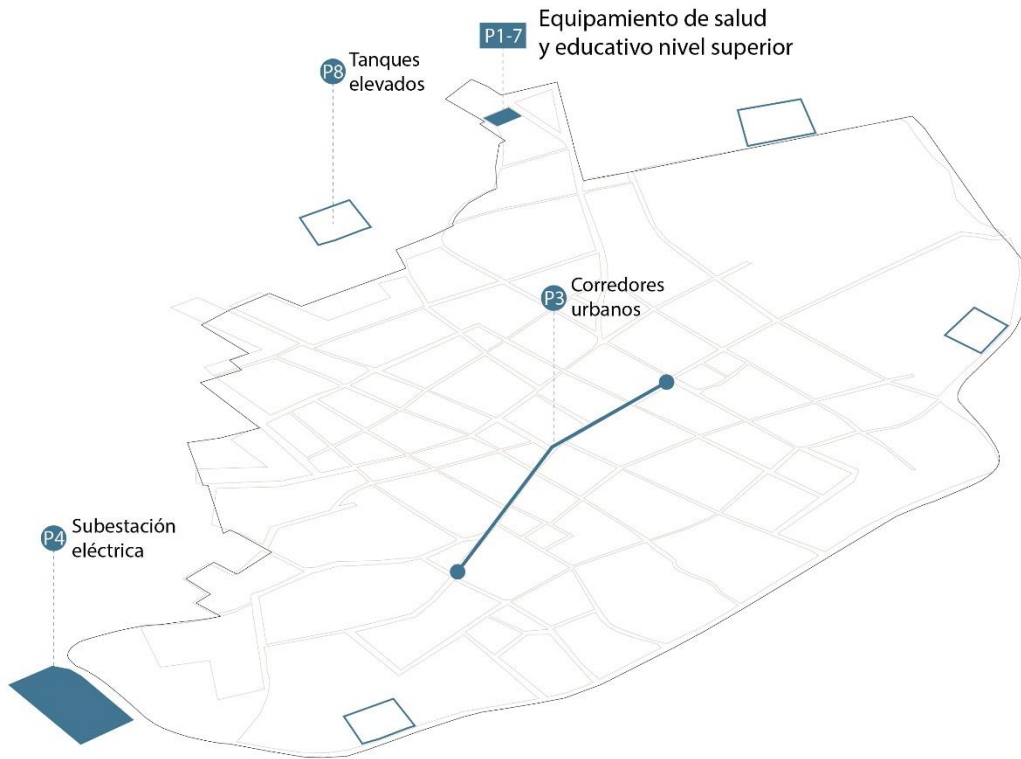 P1-7
Equipamiento de salud
y educativo nivel superior
P8
Tanques
elevados
P3
Corredores
urbanos
P4
Subestación
eléctrica